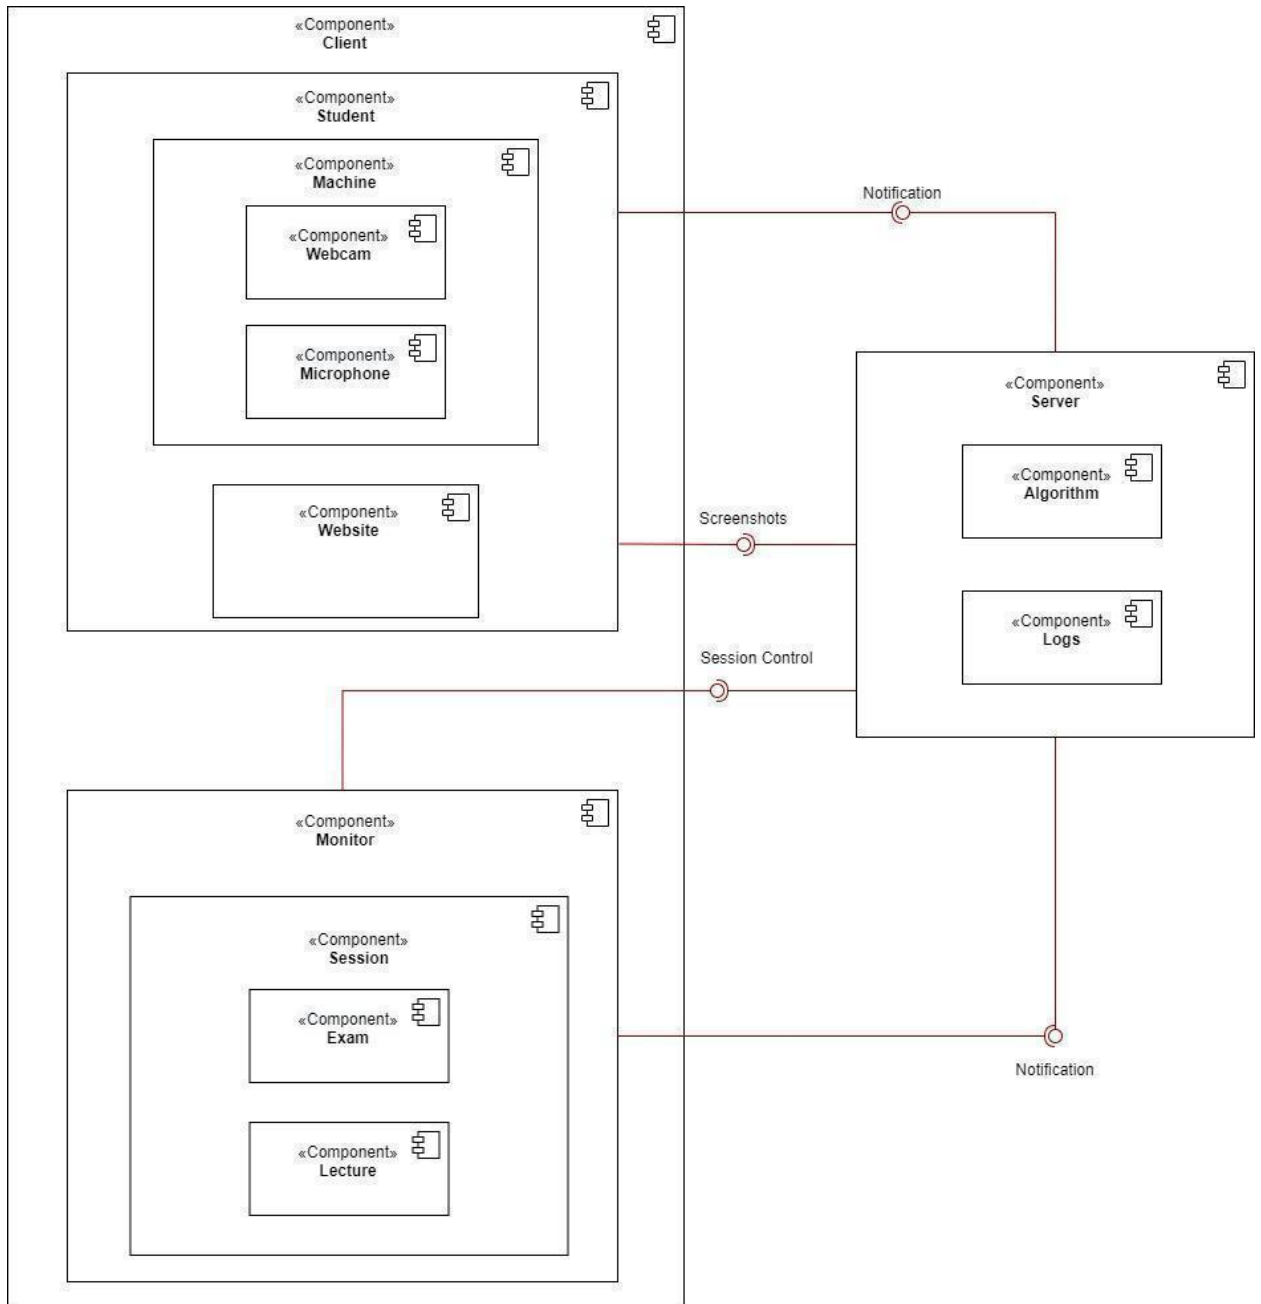 «Component»
Client
«Component»
Student
«Component»
Machine
«Component»
Webcam
«Component»
Microphone
«Component»
Website
Notification
«Component»
Server
«Component»
Algorithm
«Component»
Logs
Screenshots
Session Control
«Component»
Monitor
«Component»
Session
«Component»
Exam
«Component»
Lecture
Notification